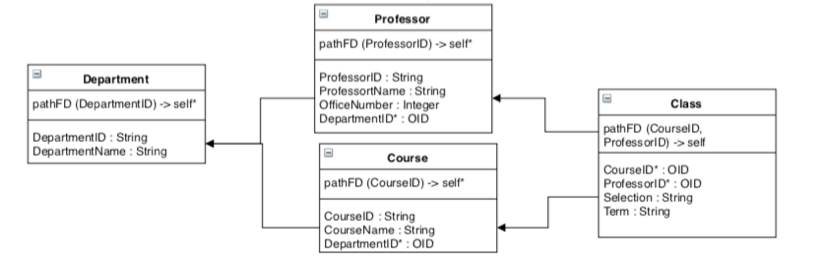 Professor
pathFD (ProfessorID) -> self*
ProfessorID : String
ProfessortName : String
OfficeNumber : Integer
DepartmentID* : OID
Department
pathFD (DepartmentID) -> self*
DepartmentID : String
DepartmentName : String
Course
pathFD (CourseID) -> self*
CourseID : String
CourseName : String
DepartmentID* : OID
Class
pathFD (CourseID,
ProfessorID) -> self
CourseID* : OID
ProfessorID* : OID
Selection : String
Term : String